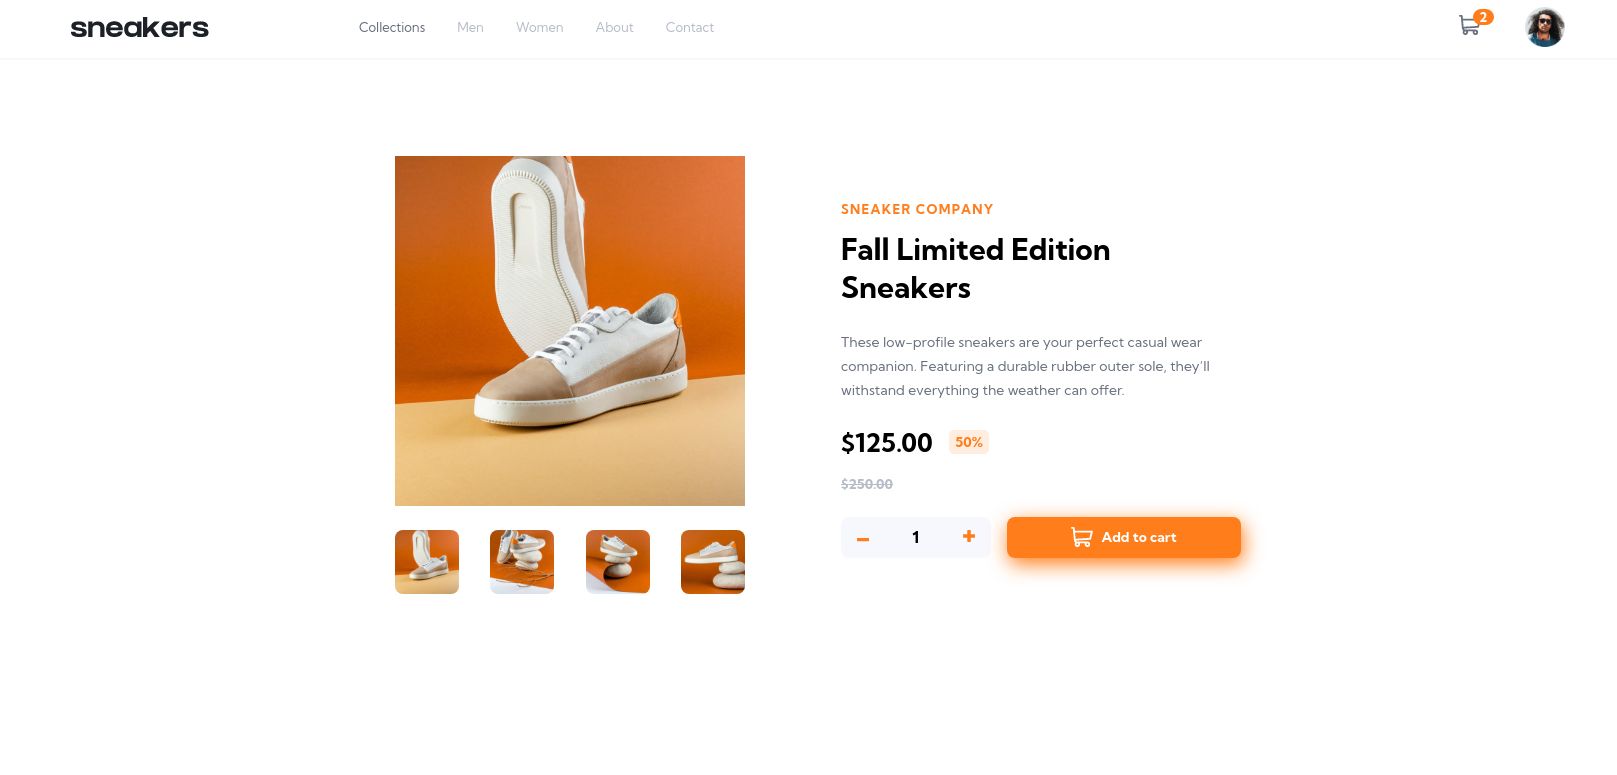 sneakers
Collections Men Women About Contact
2
SNEAKER COMPANY
Fall Limited Edition
Sneakers
These low-profile sneakers are your perfect casual wear
companion. Featuring a durable rubber outer sole, they'll
withstand everything the weather can offer.
$125.00 50%
$250.00
– 1 + Add to cart